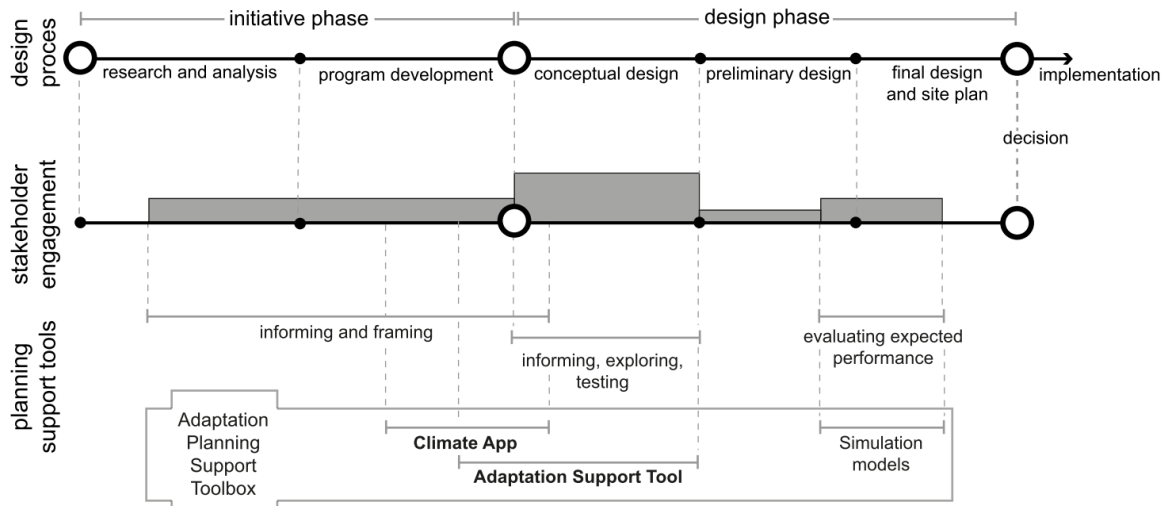 initiative phase
design phase
design
proces
research and analysis
program development
conceptual design
preliminary design
final design
and site plan
implementation
decision
stakeholder
engagement
planning
support tools
informing and framing
informing, exploring,
testing
evaluating expected
performance
Adaptation
Planning
Support
Toolbox
Climate App
Adaptation Support Tool
Simulation
models